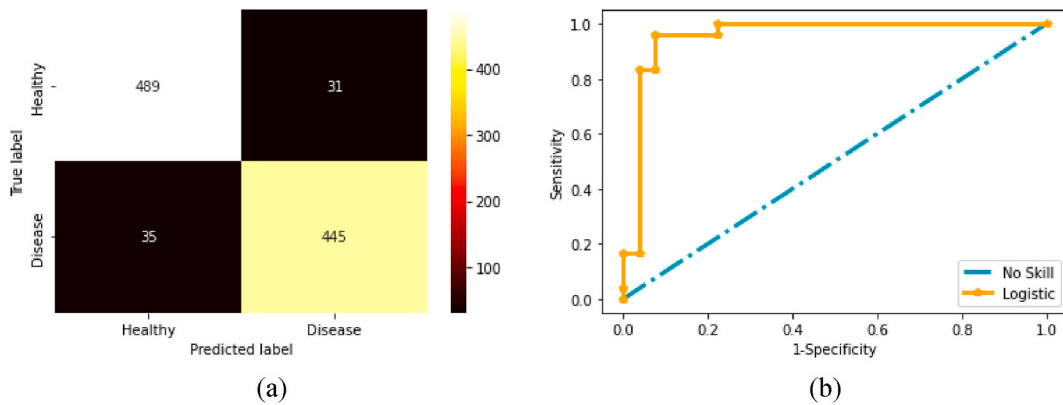 Healthy
Disease
True label
489
31
35
445
Healthy
Disease
Predicted label
400
300
200
100
(a)
1.0
0.8
0.6
0.4
0.2
0.0
Sensitivity
No Skill
Logistic
0.0
0.2
0.4
0.6
0.8
1.0
1-Specificity
(b)